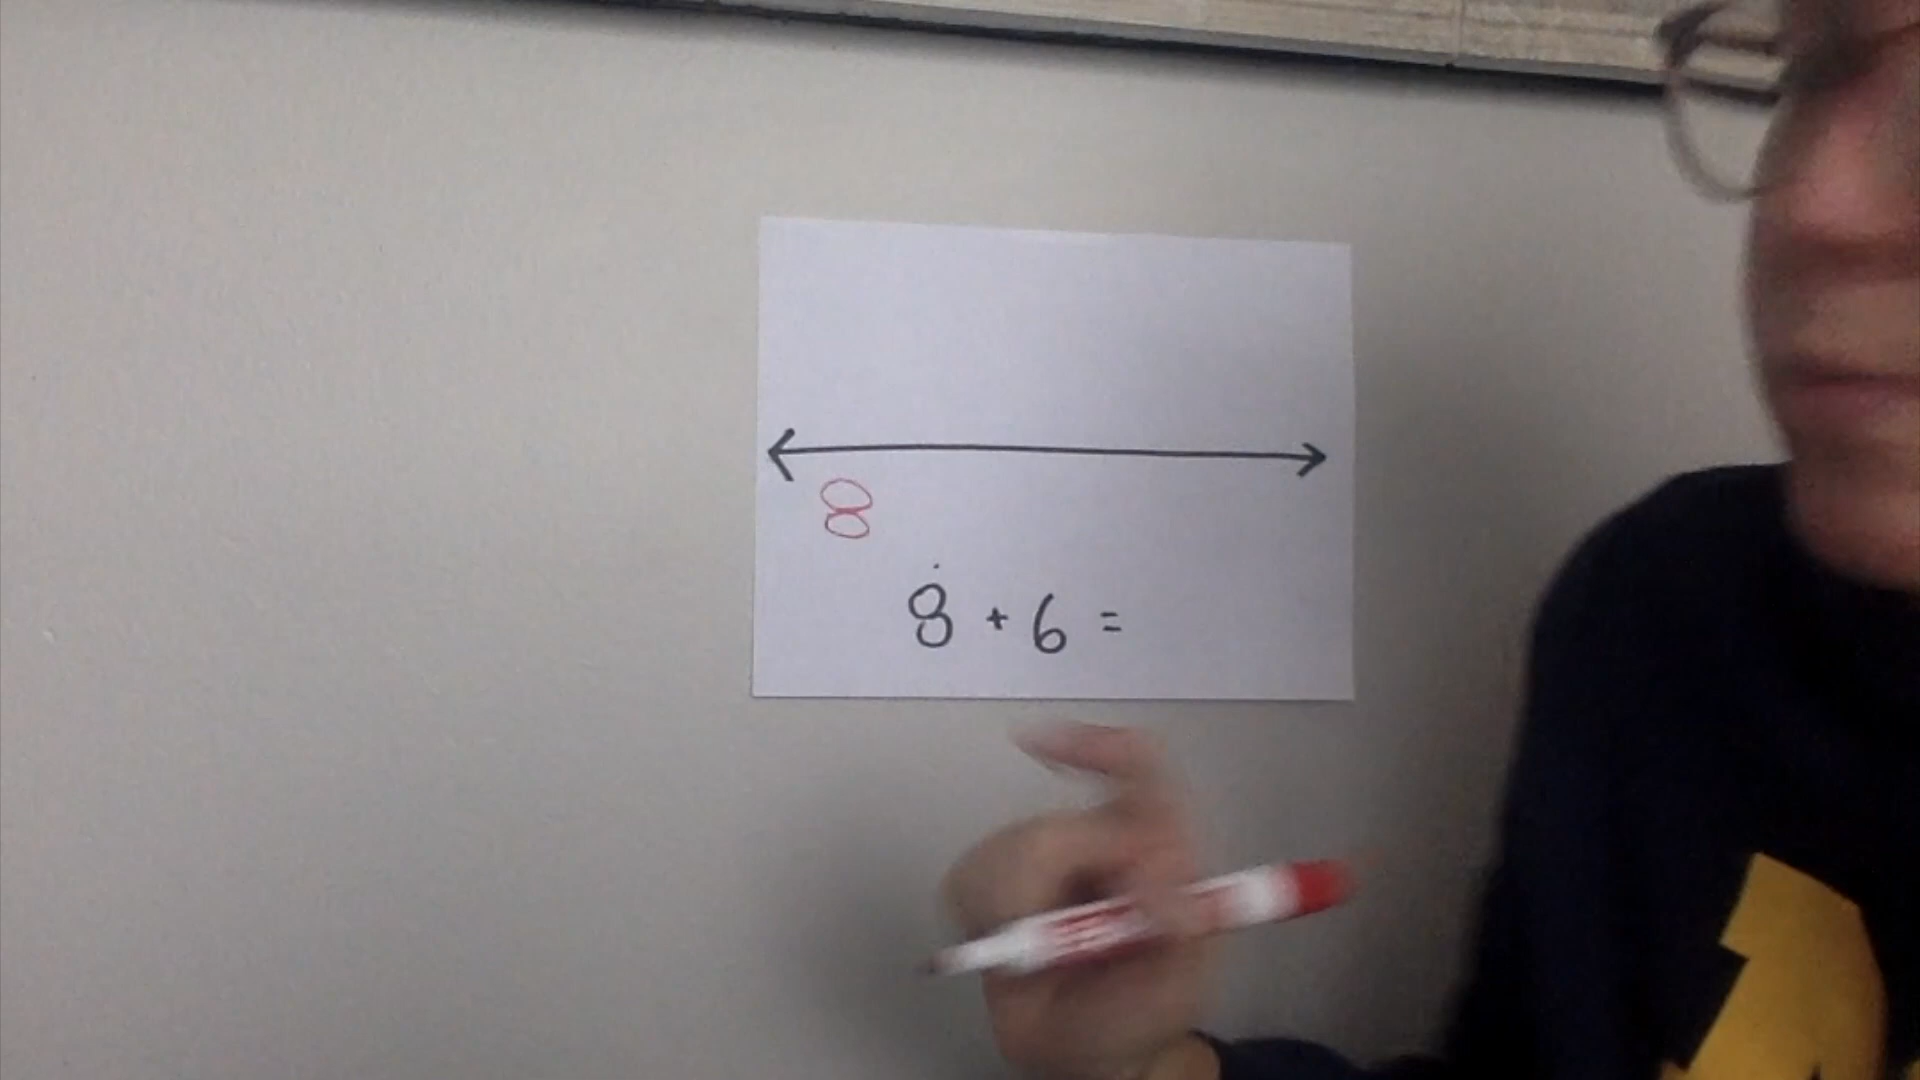 8
8 + 6 =